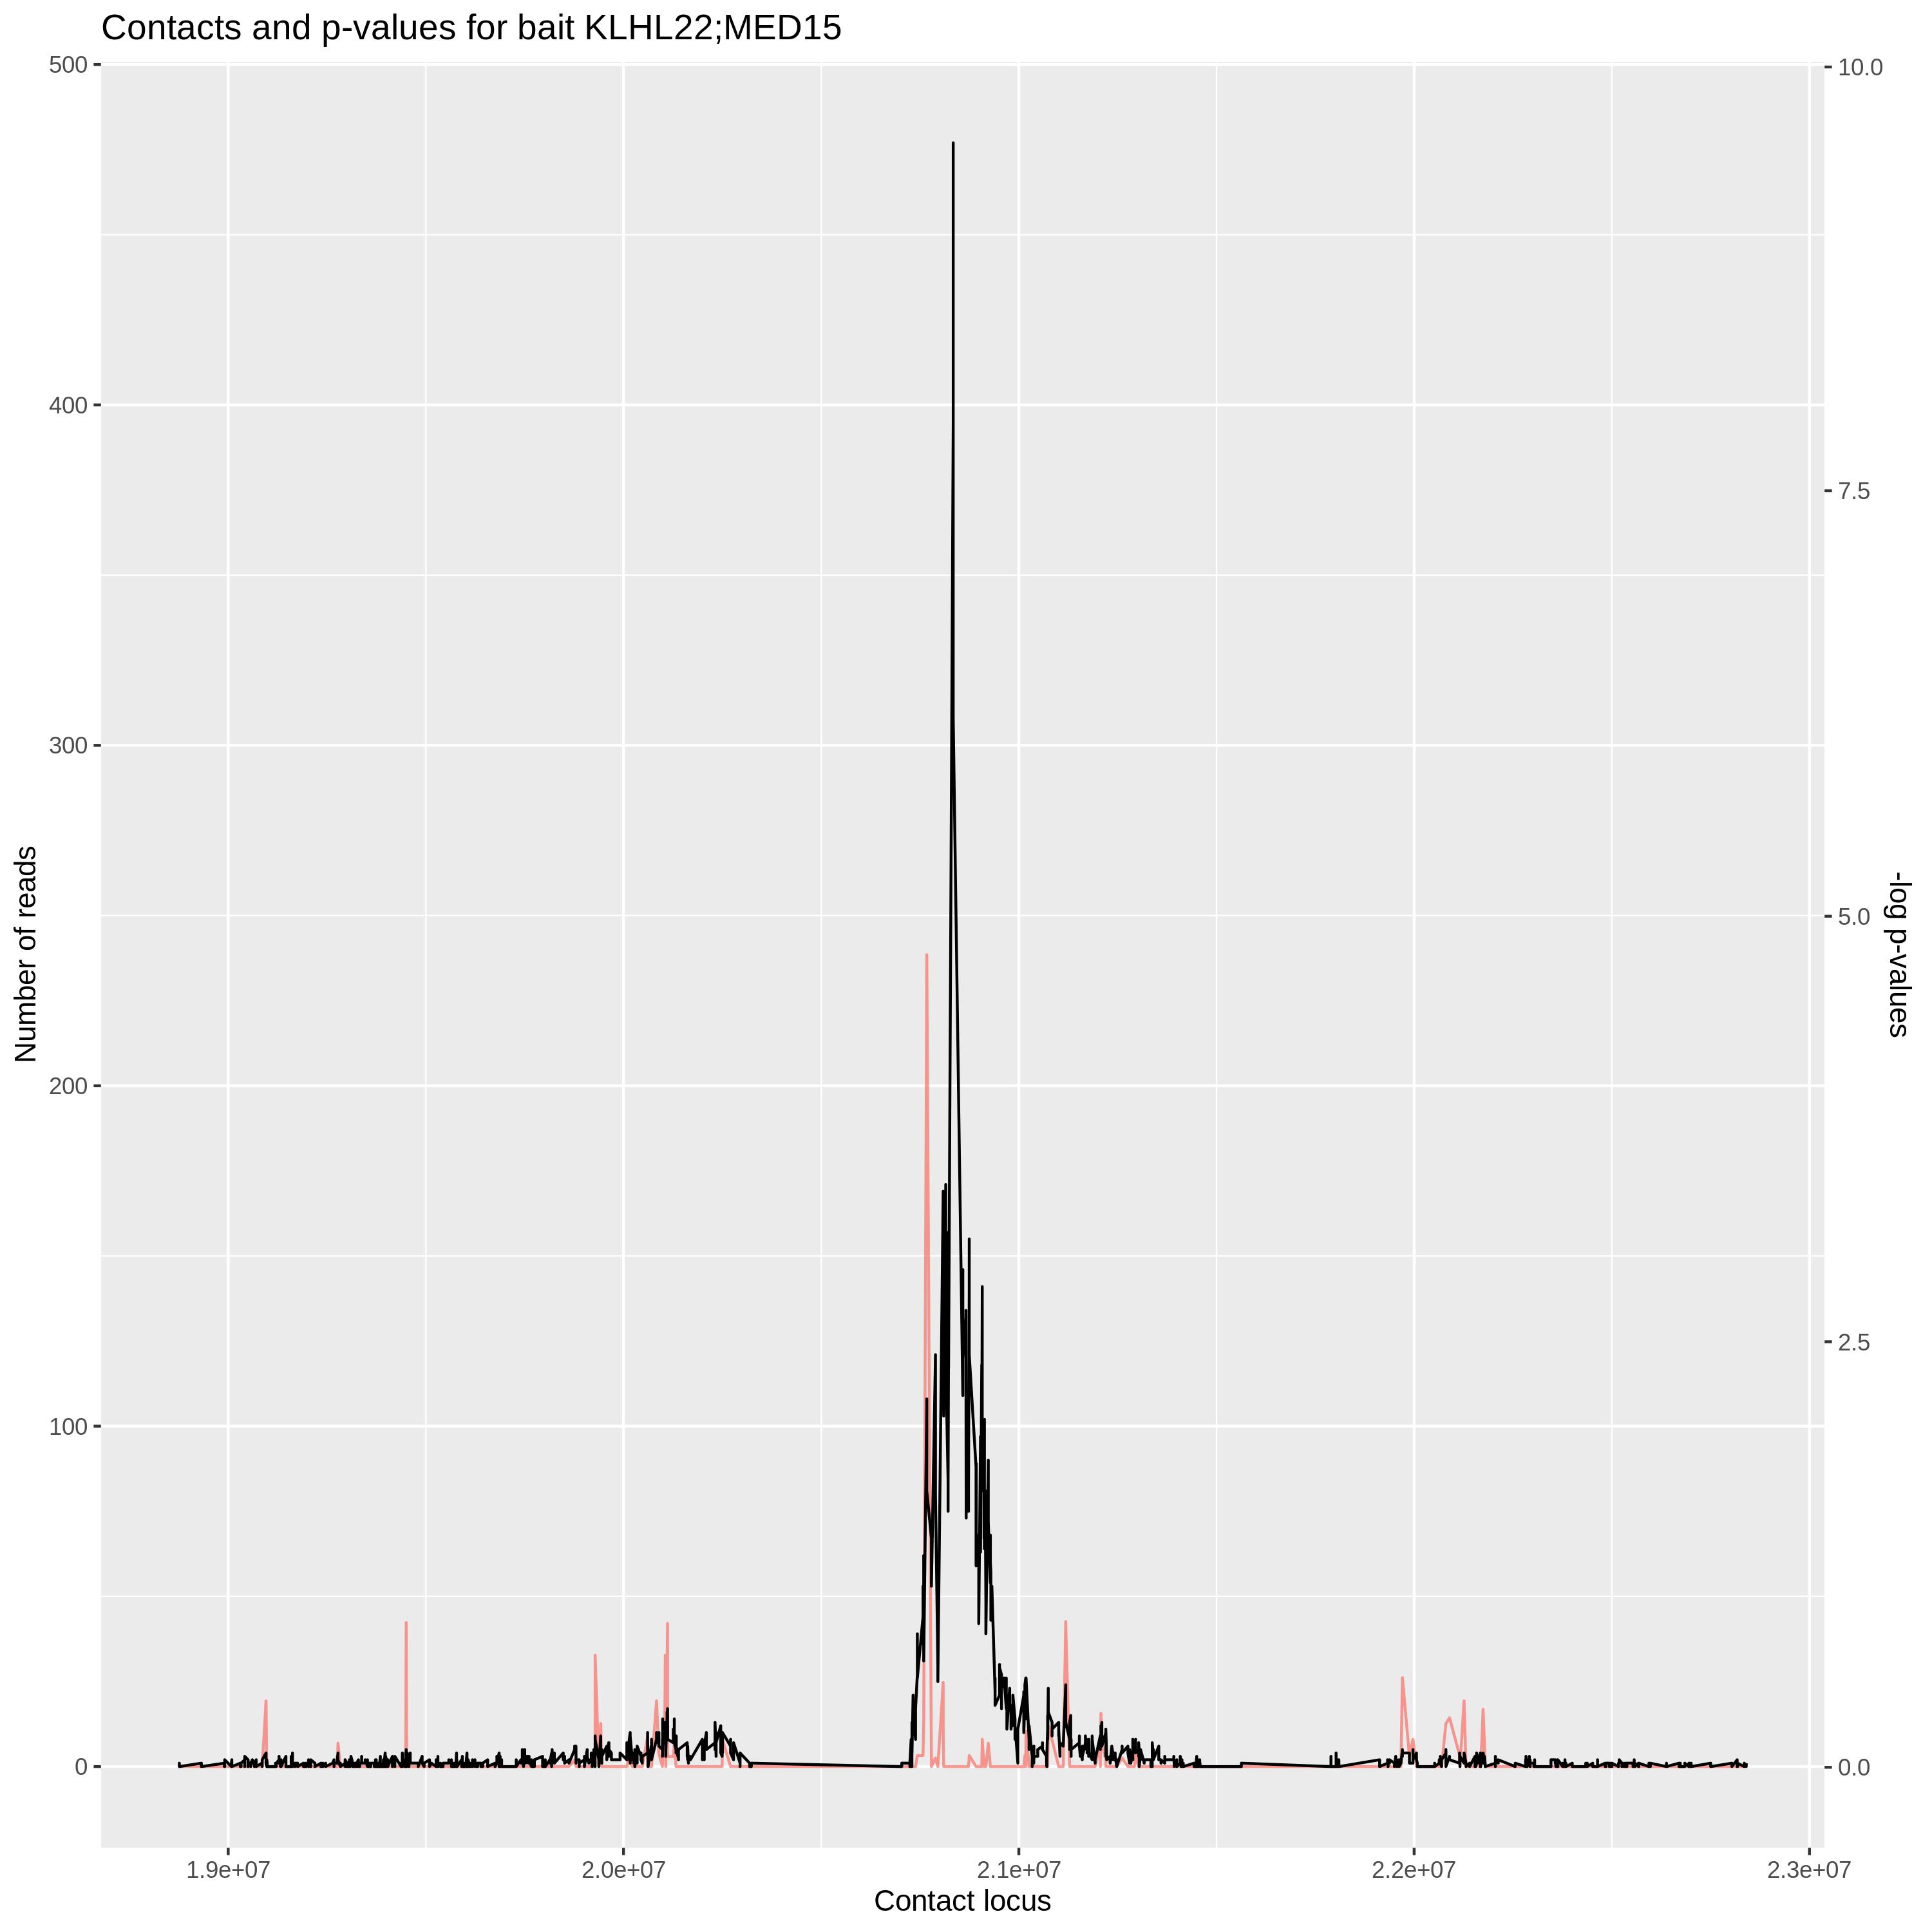 Contacts and p-values for bait KLHL22;MED15
500
400
300
200
100
0
Number of reads
10.0
7.5
5.0
2.5
0.0
-log p-values
1.9e+07
2.0e+07
2.1e+07
2.2e+07
2.3e+07
Contact locus